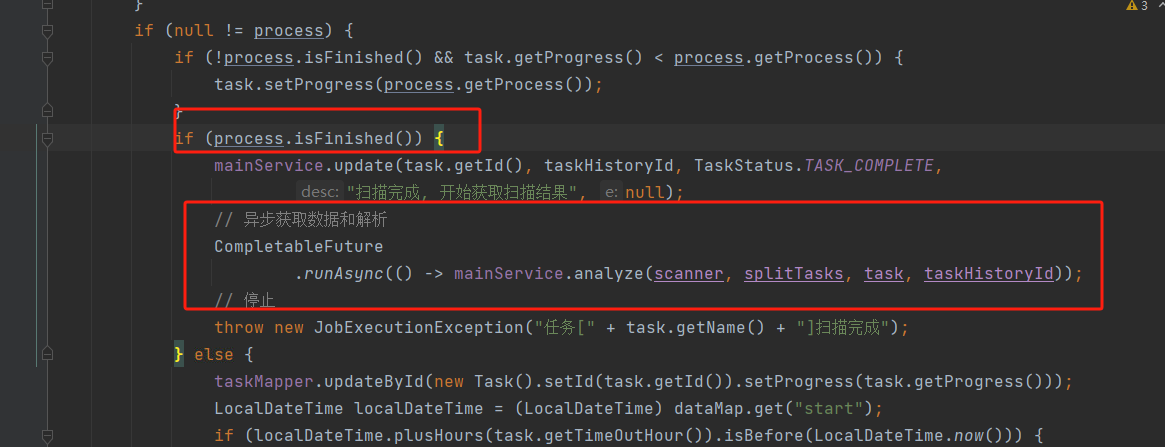 3
}
if (null != process) {
if (!process.isFinished() && task.getProgress() < process.getProcess()) {
task.setProgress(process.getProcess());
}
if (process.isFinished()) {
mainService.update(task.getId(), taskHistoryId, TaskStatus.TASK_COMPLETE,
desc: "扫描完成, 开始获取扫描结果", e: null);
// 异步获取数据和解析
CompletableFuture
.runAsync(() -> mainService.analyze(scanner, splitTasks, task, taskHistoryId));
// 停止
throw new JobExecutionException("任务[" + task.getName() + "]扫描完成");
} else {
taskMapper.updateById(new Task().setId(task.getId()).setProgress(task.getProgress()));
LocalDateTime localDateTime = (LocalDateTime) dataMap.get("start");
if (localDateTime.plusHours(task.getTimeOutHour()).isBefore(LocalDateTime.now())) {